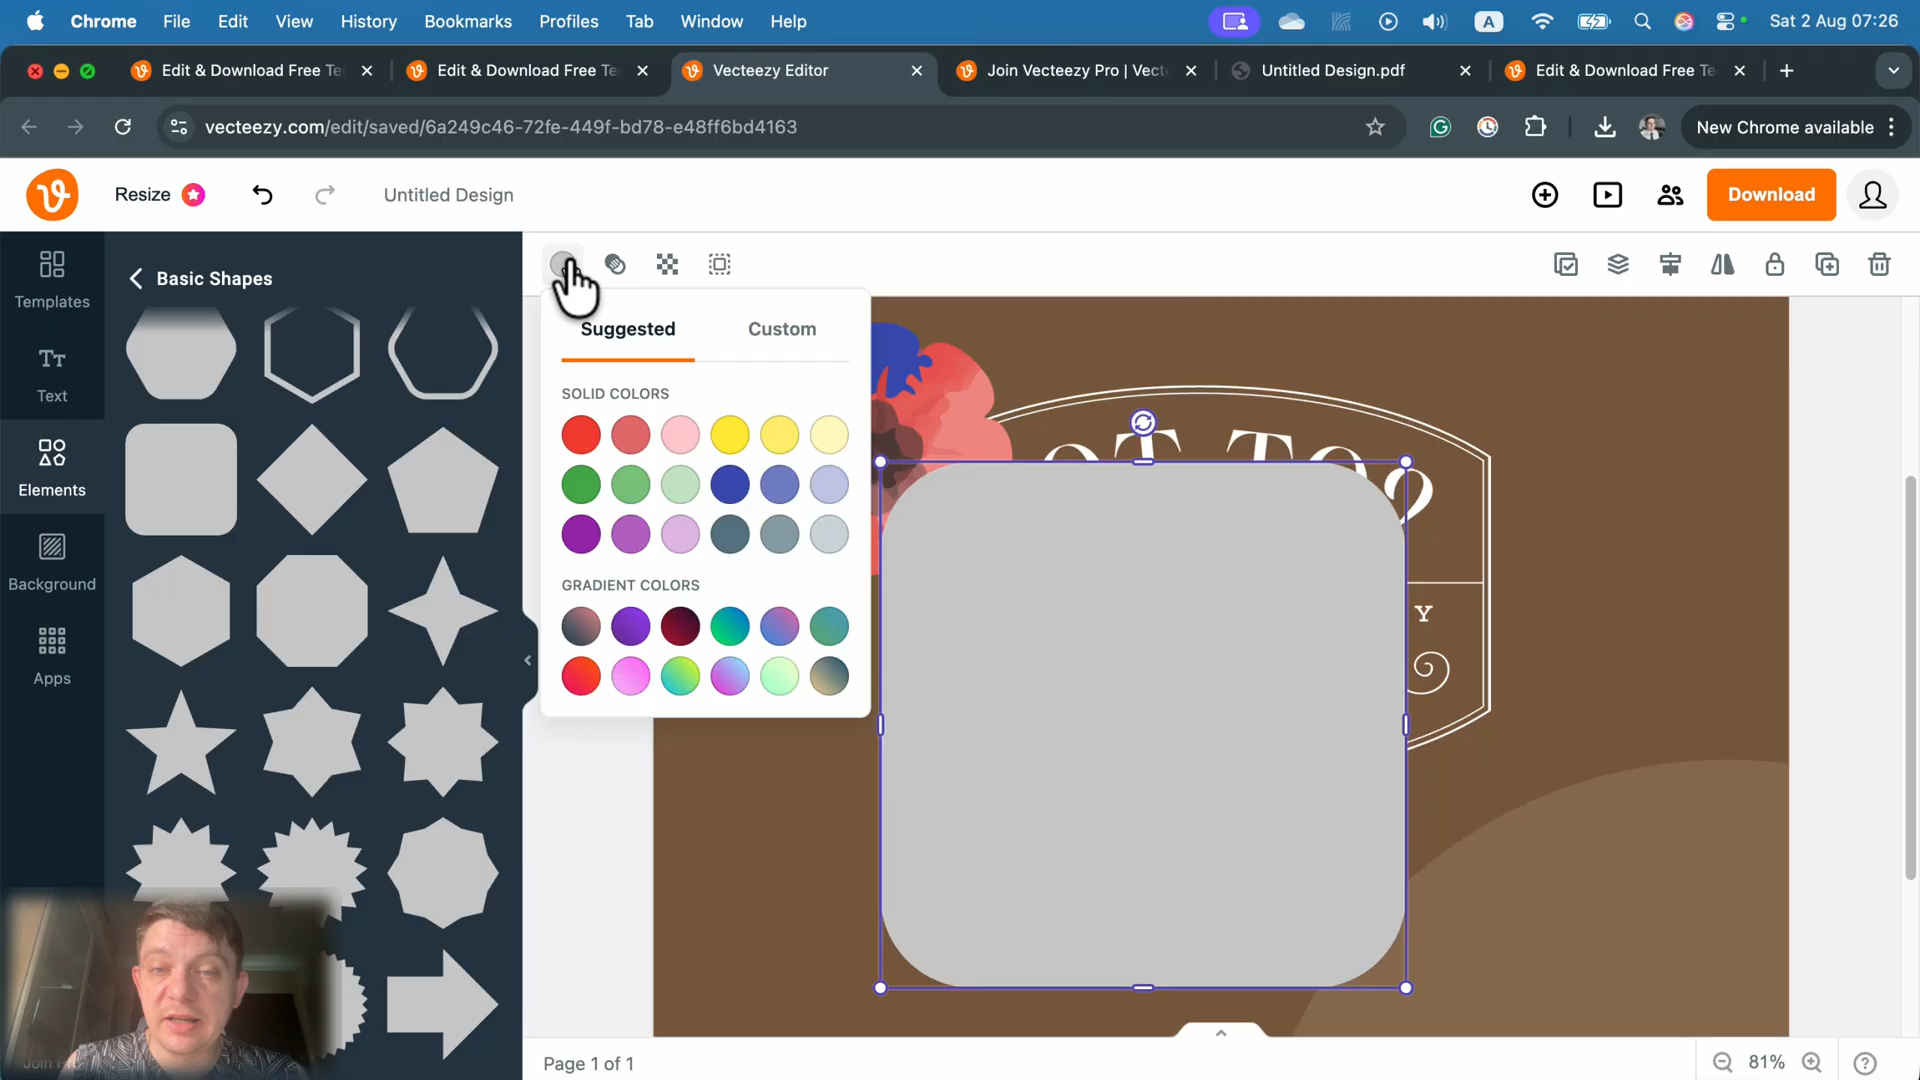 Chrome File Edit View History Bookmarks Profiles Tab Window Help A Sat 2 Aug 07:26
Edit & Download Free Te Edit & Download Free Te Vecteezy Editor Join Vecteezy Pro | Vect Untitled Design.pdf Edit & Download Free Te
vecteezy.com/edit/saved/6a249c46-72fe-449f-bd78-e48ff6bd4163 New Chrome available
Resize Untitled Design Download
Templates
Text
Elements
Background
Apps
Basic Shapes
Suggested Custom
SOLID COLORS
GRADIENT COLORS
Y
Page 1 of 1
81%